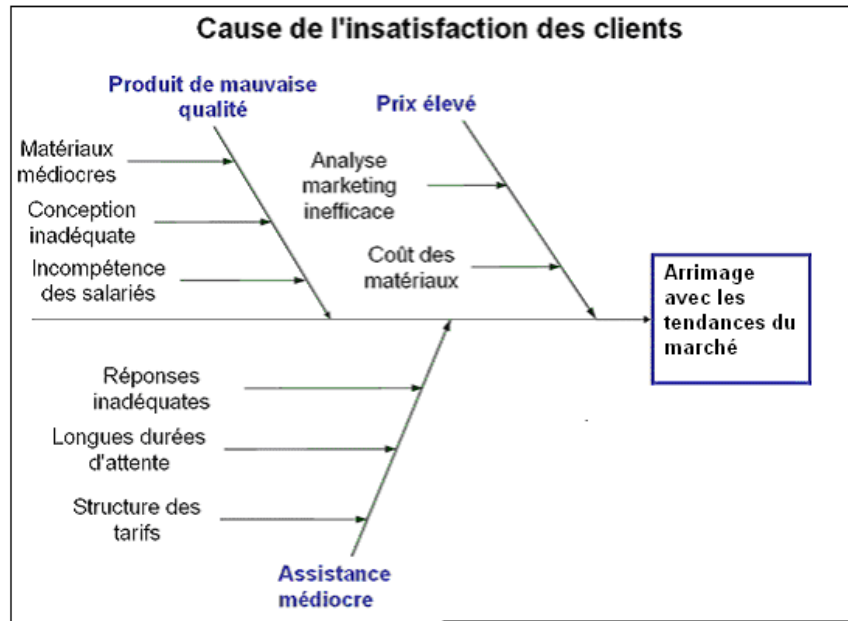 Cause de l'insatisfaction des clients
Produit de mauvaise
qualité
Prix élevé
Matériaux
médiocres
Conception
inadéquate
Incompétence
des salariés
Analyse
marketing
inefficace
Coût des
matériaux
Arrimage
avec les
tendances du
marché
Réponses
inadéquates
Longues durées
d'attente
Structure des
tarifs
Assistance
médiocre